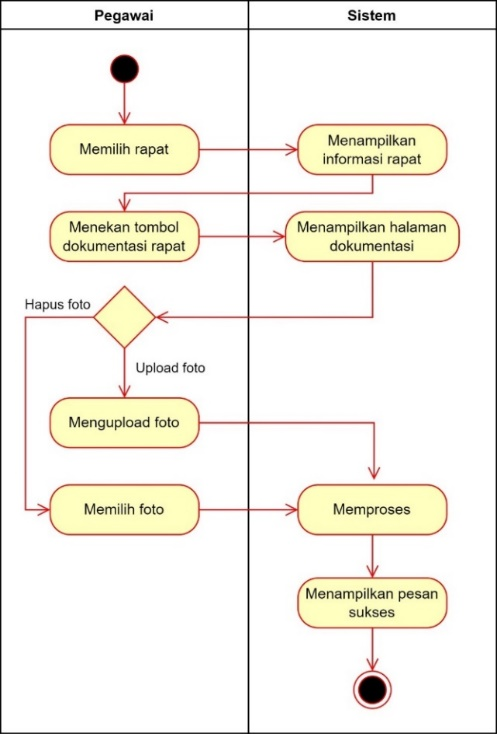 Pegawai
Sistem
Memilih rapat
Menampilkan
informasi rapat
Menekan tombol
dokumentasi rapat
Menampilkan halaman
dokumentasi
Hapus foto
Upload foto
Mengupload foto
Memilih foto
Memproses
Menampilkan pesan
sukses